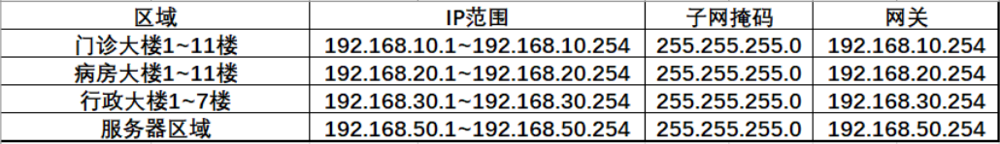 区域 IP范围 子网掩码 网关
门诊大楼1~11楼 192.168.10.1~192.168.10.254 255.255.255.0 192.168.10.254
病房大楼1~11楼 192.168.20.1~192.168.20.254 255.255.255.0 192.168.20.254
行政大楼1~7楼 192.168.30.1~192.168.30.254 255.255.255.0 192.168.30.254
服务器区域 192.168.50.1~192.168.50.254 255.255.255.0 192.168.50.254